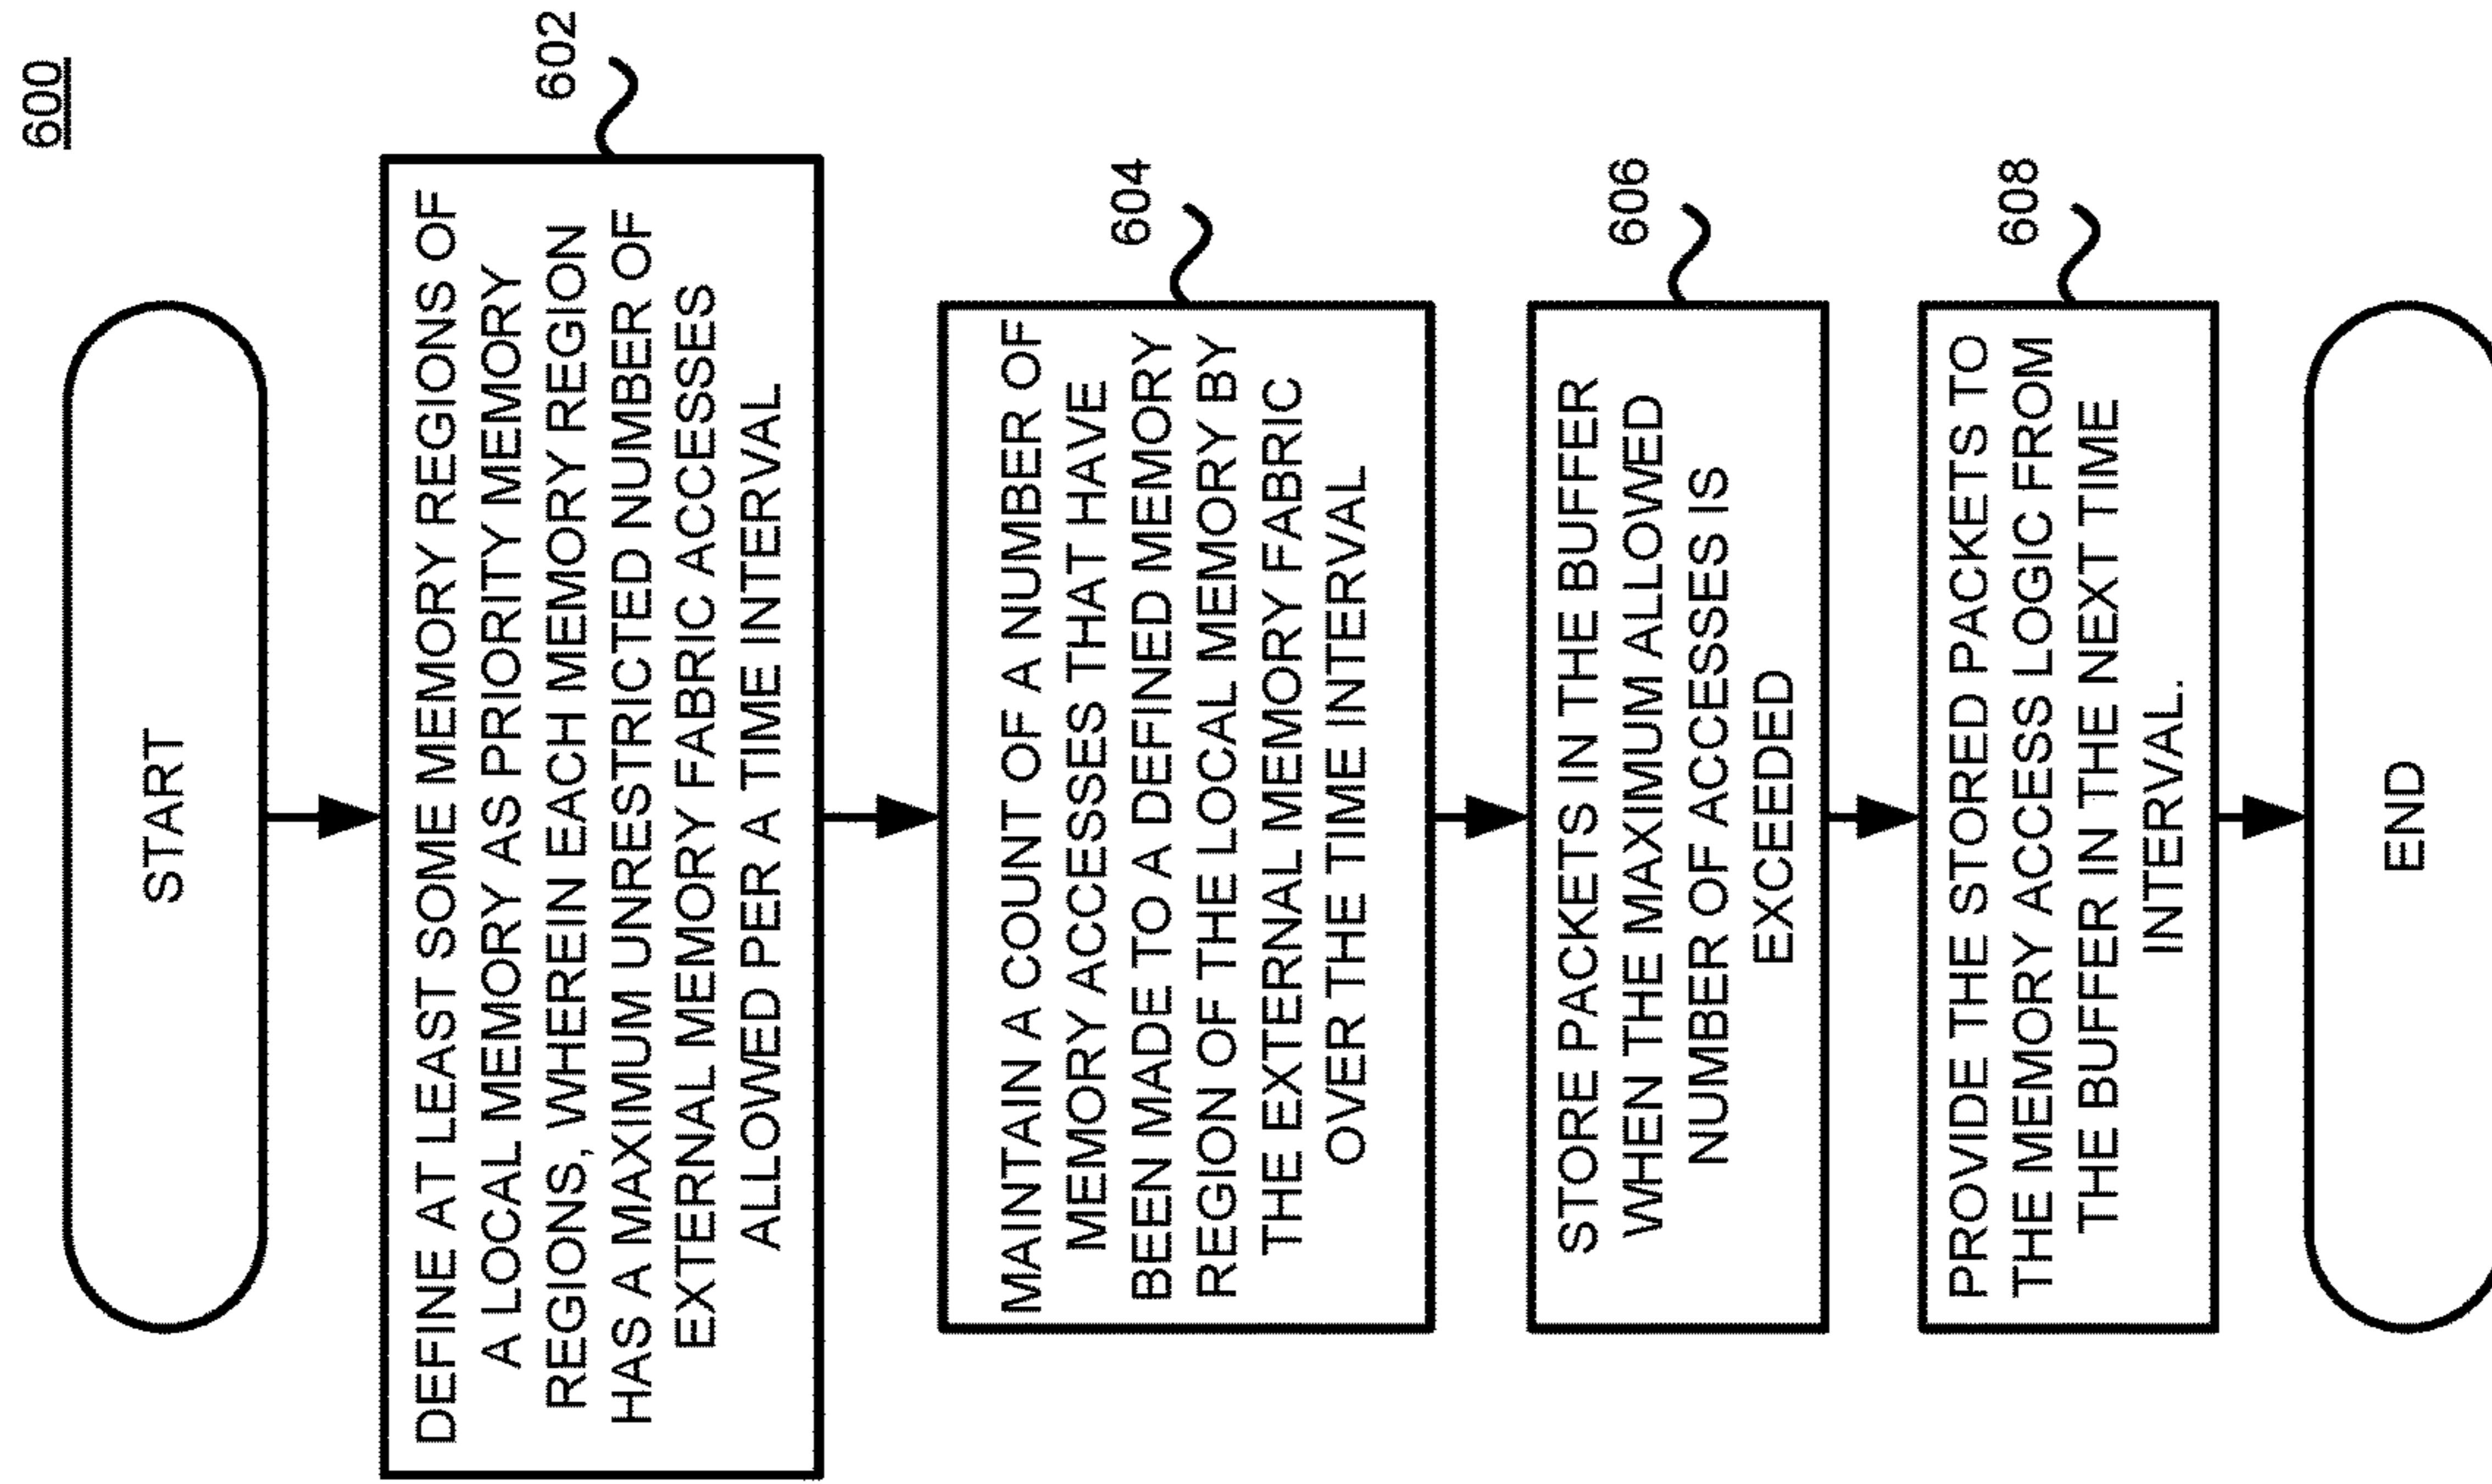 600
START
602
DEFINE AT LEAST SOME MEMORY REGIONS OF
A LOCAL MEMORY AS PRIORITY MEMORY
REGIONS, WHEREIN EACH MEMORY REGION
HAS A MAXIMUM UNRESTRICTED NUMBER OF
EXTERNAL MEMORY FABRIC ACCESSES
ALLOWED PER A TIME INTERVAL
604
MAINTAIN A COUNT OF A NUMBER OF
MEMORY ACCESSES THAT HAVE
BEEN MADE TO A DEFINED MEMORY
REGION OF THE LOCAL MEMORY BY
THE EXTERNAL MEMORY FABRIC
OVER THE TIME INTERVAL
606
STORE PACKETS IN THE BUFFER
WHEN THE MAXIMUM ALLOWED
NUMBER OF ACCESSES IS
EXCEEDED
608
PROVIDE THE STORED PACKETS TO
THE MEMORY ACCESS LOGIC FROM
THE BUFFER IN THE NEXT TIME
INTERVAL.
END